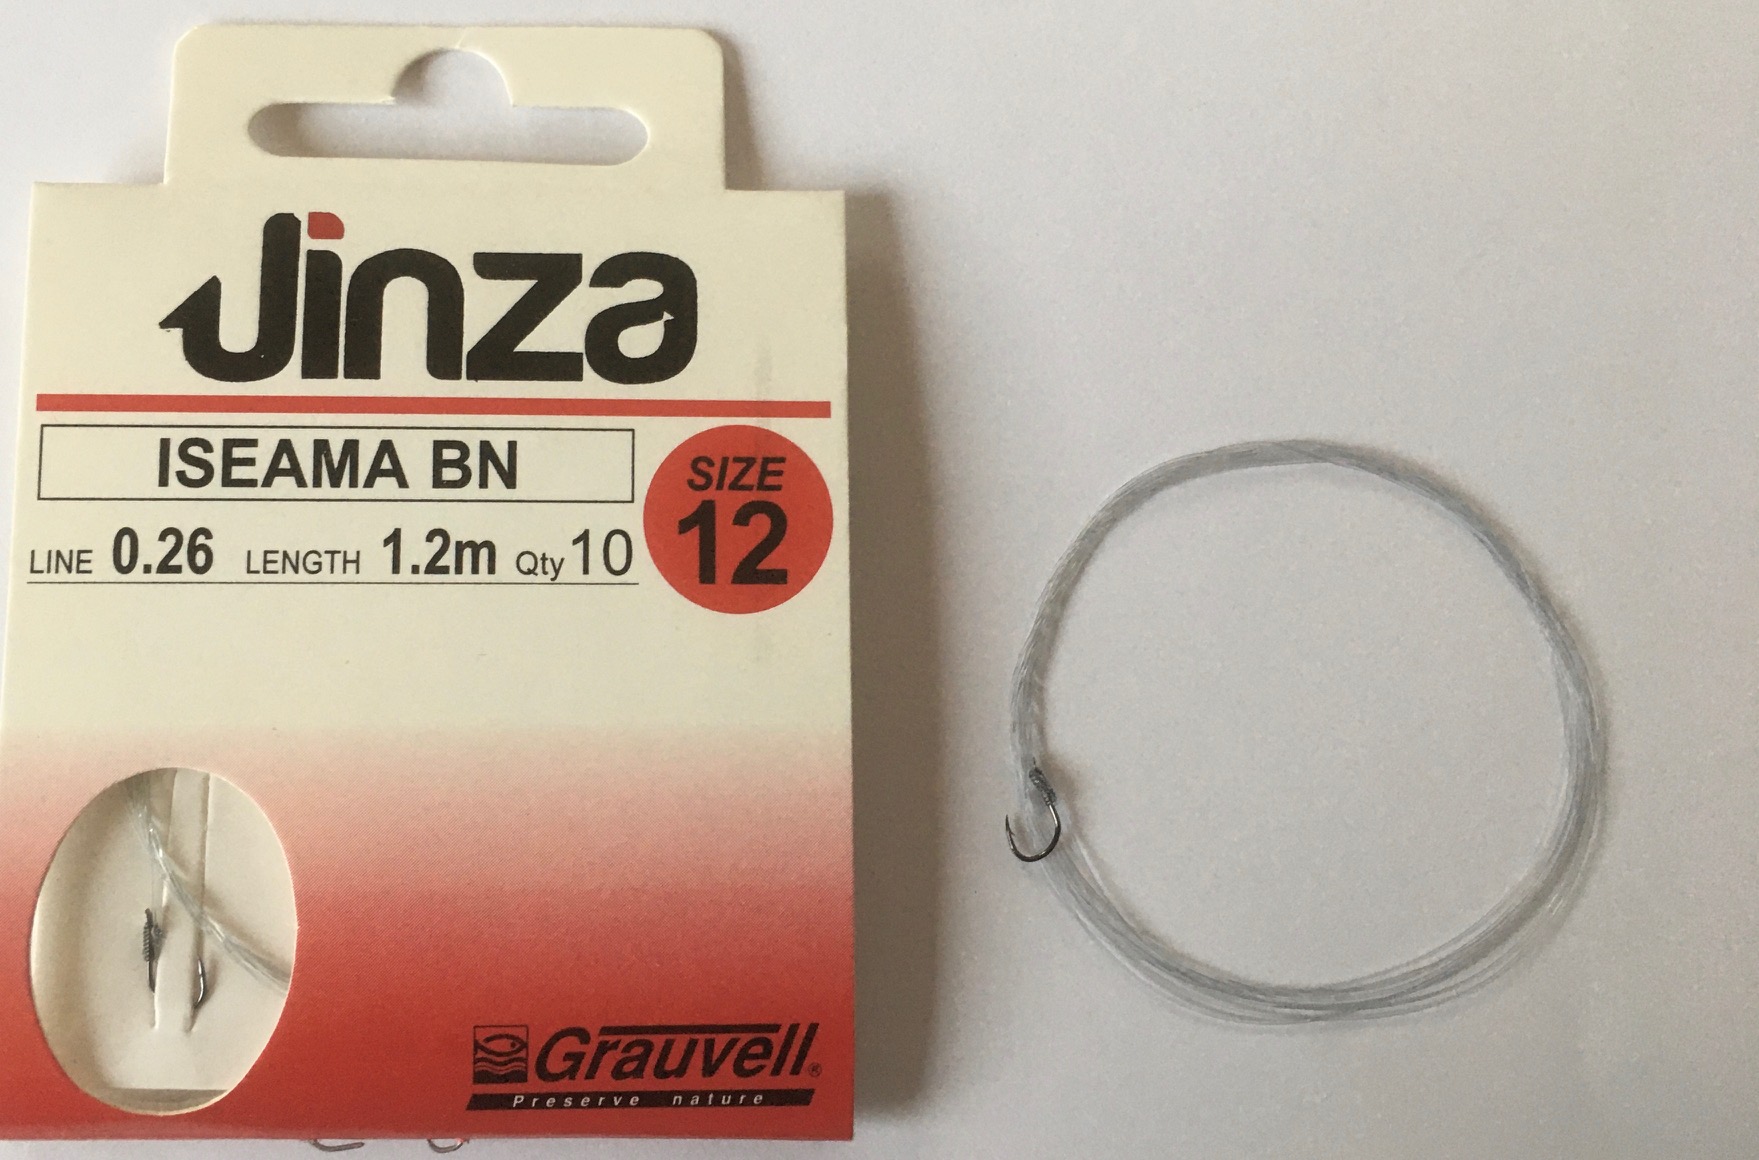 Jinza
ISEAMA BN
SIZE
12
LINE 0.26 LENGTH 1.2m Qty 10
Grauvell®
Preserve nature